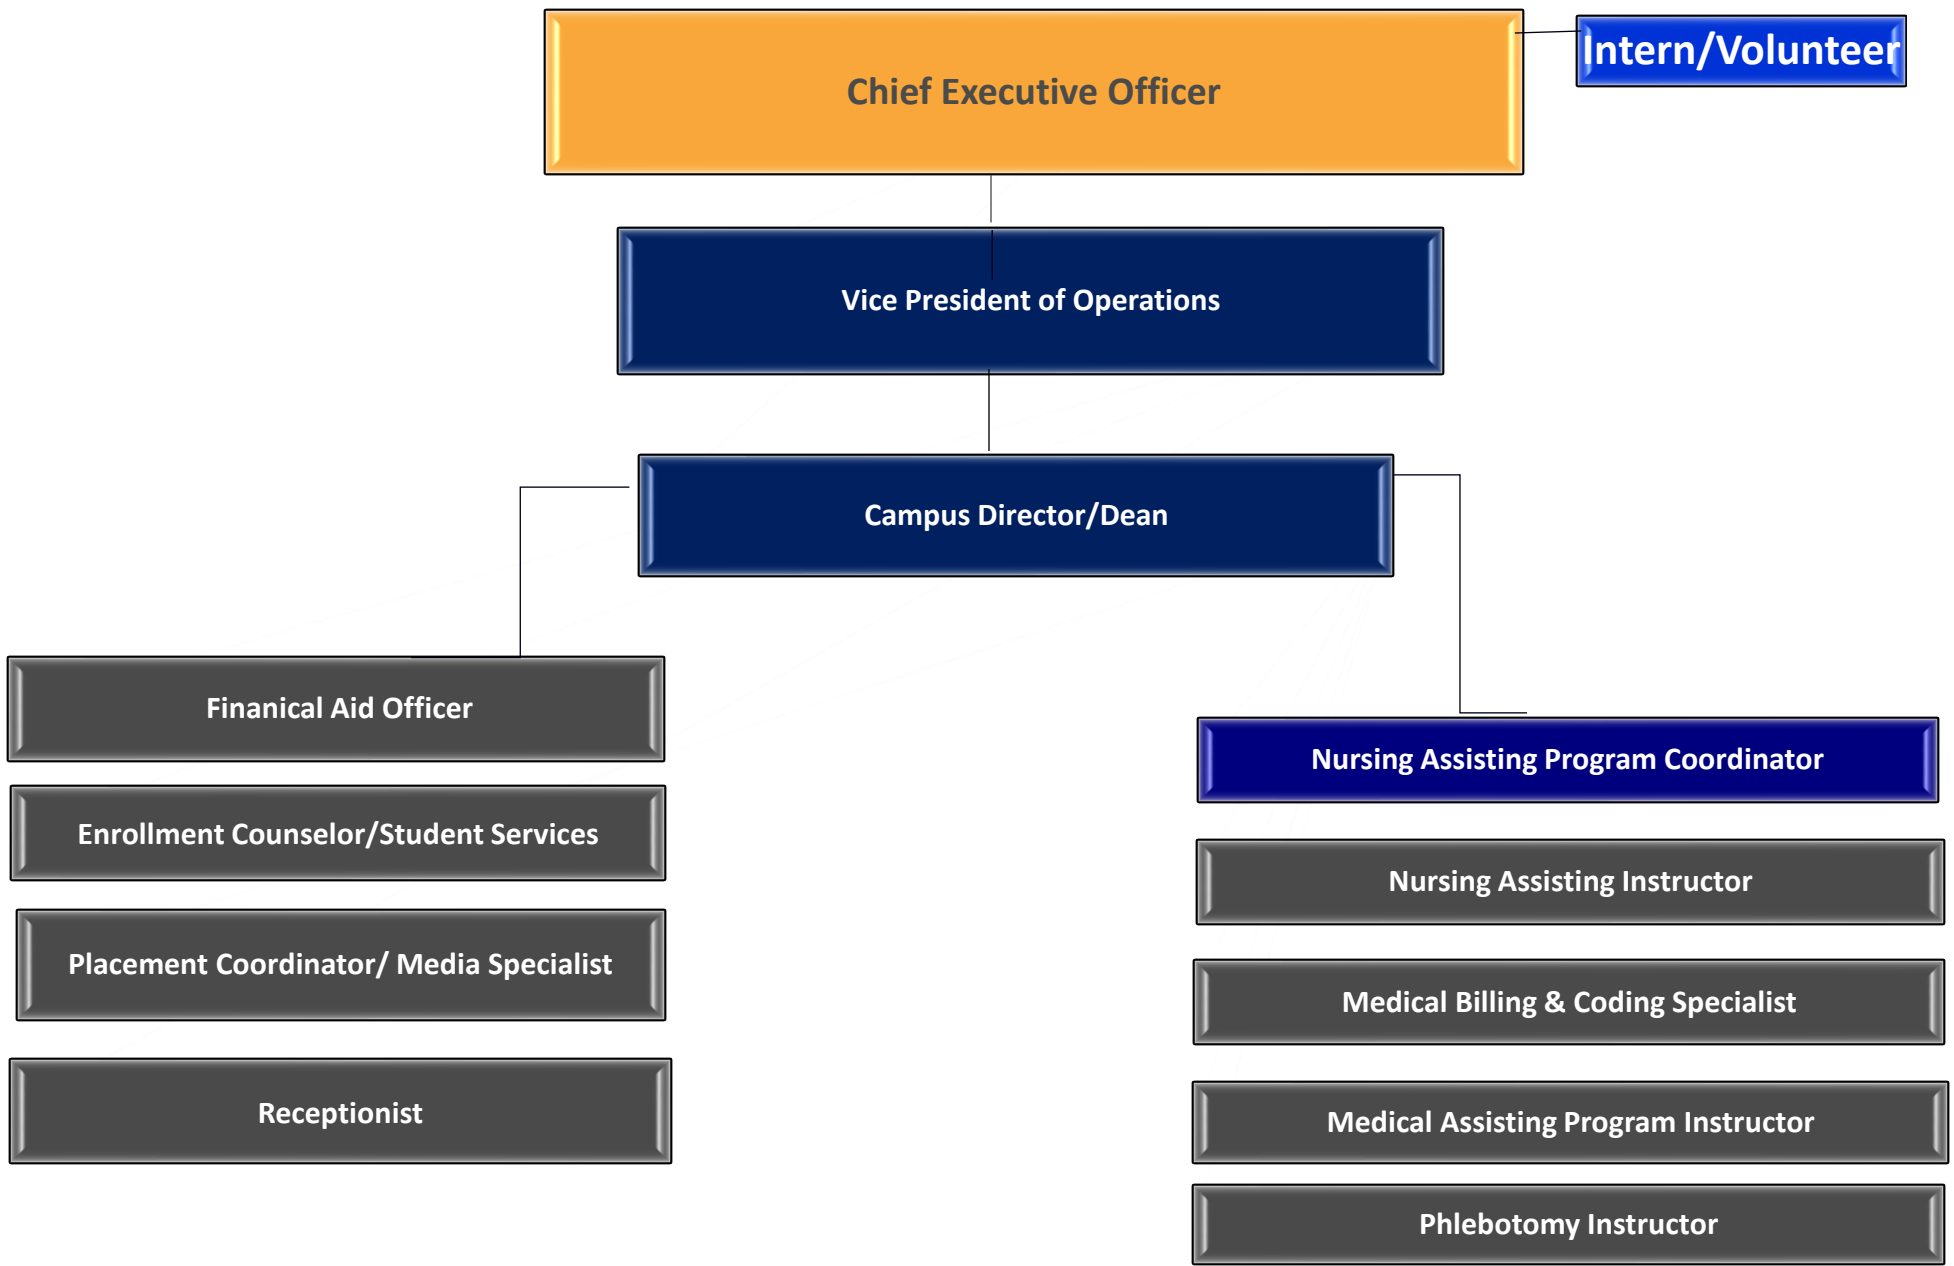 Chief Executive Officer
Intern/Volunteer
Vice President of Operations
Campus Director/Dean
Finanical Aid Officer
Enrollment Counselor/Student Services
Placement Coordinator/ Media Specialist
Receptionist
Nursing Assisting Program Coordinator
Nursing Assisting Instructor
Medical Billing & Coding Specialist
Medical Assisting Program Instructor
Phlebotomy Instructor